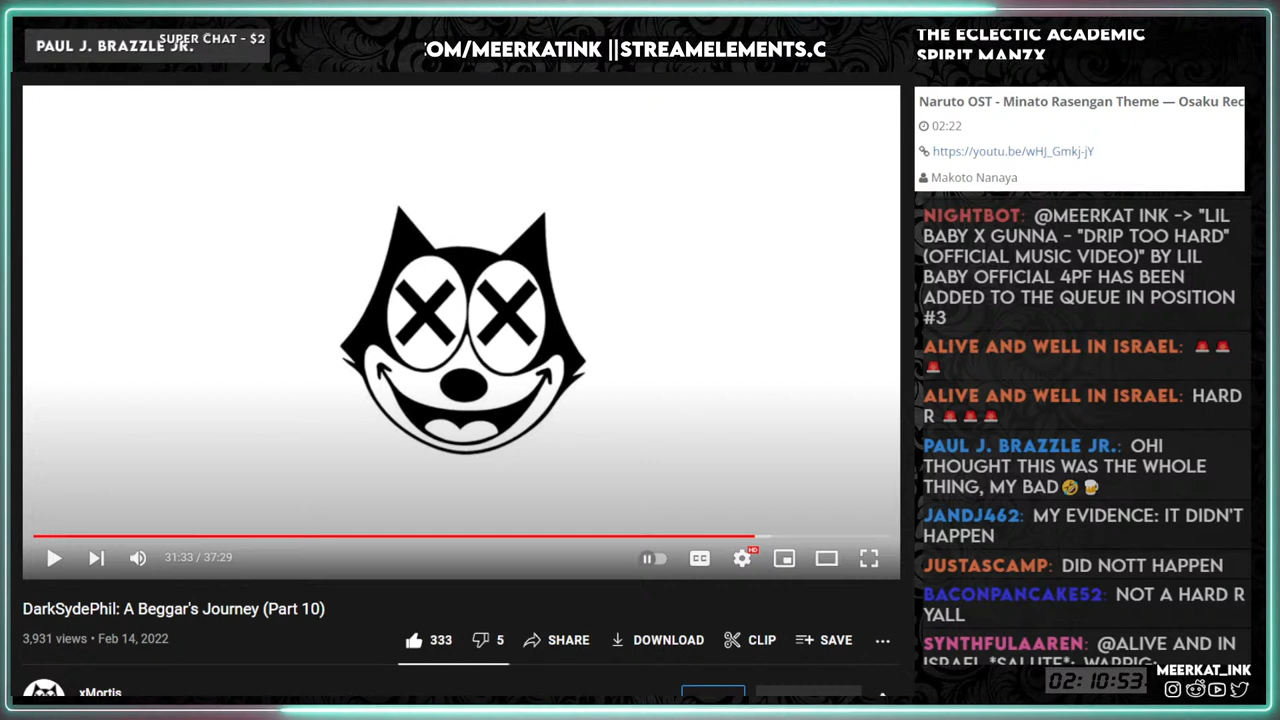 PAUL J. BRAZZLE JR.
SUPER CHAT - $2
OM/MEERKATINK ||STREAMELEMENTS.C
THE ECLECTIC ACADEMIC
SPIRIT MANZX
Naruto OST - Minato Rasengan Theme — Osaku Rec
02:22
https://youtu.be/wHJ_Gmkj-jY
Makoto Nanaya
NIGHTBOT: @MEERKAT INK -> "LIL
BABY X GUNNA - "DRIP TOO HARD"
(OFFICIAL MUSIC VIDEO)" BY LIL
BABY OFFICIAL 4PF HAS BEEN
ADDED TO THE QUEUE IN POSITION
#3
ALIVE AND WELL IN ISRAEL: 🚨🚨
🚨
ALIVE AND WELL IN ISRAEL: HARD
R 🚨🚨🚨
PAUL J. BRAZZLE JR.: OHI
THOUGHT THIS WAS THE WHOLE
THING, MY BAD🤣🍺
JANDJ462: MY EVIDENCE: IT DIDN'T
HAPPEN
JUSTASCAMP: DID NOTT HAPPEN
BACONPANCAKE52: NOT A HARD R
YALL
SYNTHFULAAREN: @ALIVE AND IN
ISRAEL *SALUTE*: WARPIG:
31:33 / 37:29
CC
HD
DarkSydePhil: A Beggar's Journey (Part 10)
3,931 views • Feb 14, 2022
333
5
SHARE
DOWNLOAD
CLIP
SAVE
xMortis
02:10:53
MEERKAT_INK